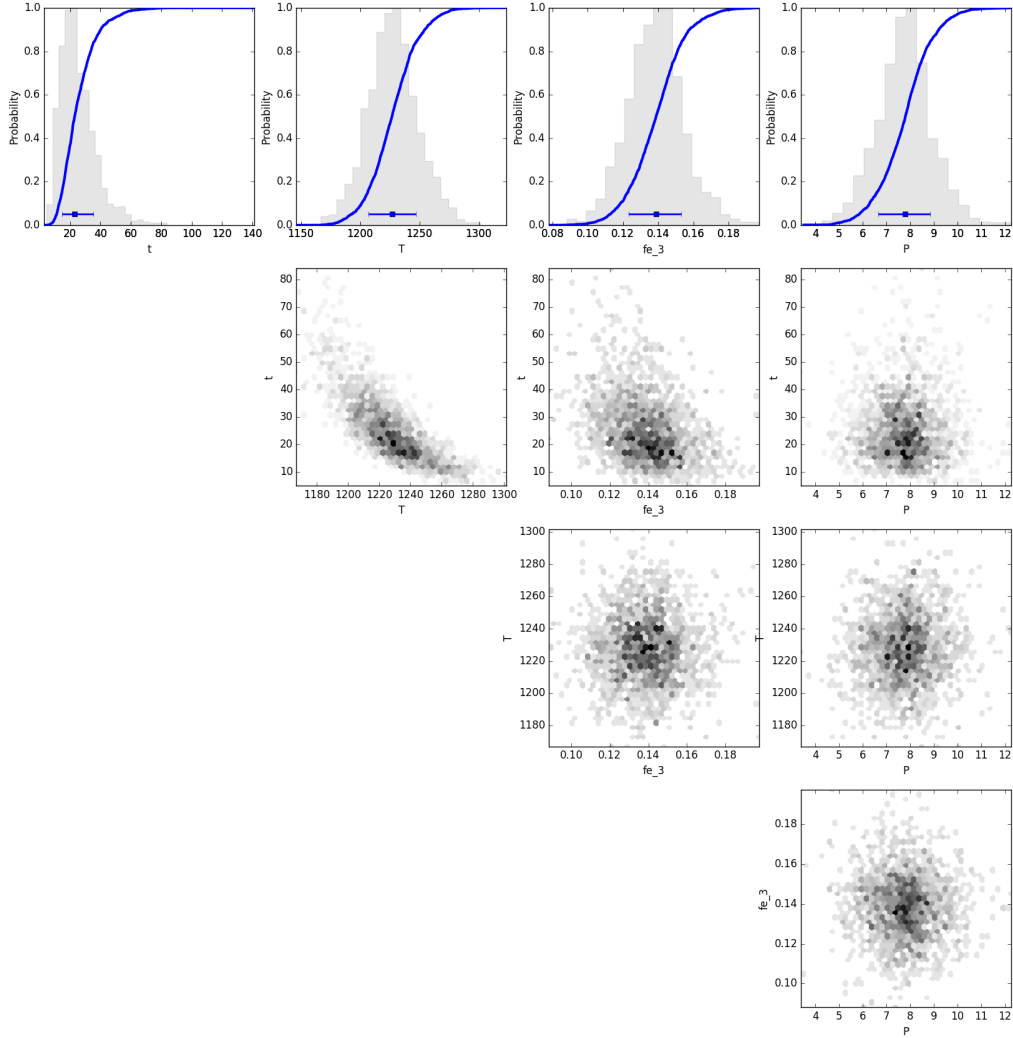 1.0 0.8 0.6 0.4 0.2 0.0
Probability
20 40 60 80 100 120 140
t
1.0 0.8 0.6 0.4 0.2 0.0
Probability
1150 1200 1250 1300
T
1.0 0.8 0.6 0.4 0.2 0.0
Probability
0.08 0.10 0.12 0.14 0.16 0.18
fe_3
1.0 0.8 0.6 0.4 0.2 0.0
Probability
4 5 6 7 8 9 10 11 12
P
80 70 60 50 40 30 20 10
t
1180 1200 1220 1240 1260 1280 1300
T
80 70 60 50 40 30 20 10
t
0.10 0.12 0.14 0.16 0.18
fe_3
80 70 60 50 40 30 20 10
t
4 5 6 7 8 9 10 11 12
P
1300 1280 1260 1240 1220 1200 1180
T
0.10 0.12 0.14 0.16 0.18
fe_3
1300 1280 1260 1240 1220 1200 1180
T
4 5 6 7 8 9 10 11 12
P
0.18 0.16 0.14 0.12 0.10
fe_3
4 5 6 7 8 9 10 11 12
P